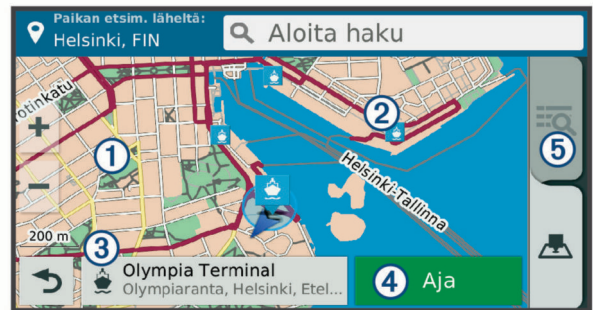 Paikan etsim. läheltä:
Helsinki, FIN
Aloita haku
rotinkatu
+
1
2
5
Helsinki-Tallinna
200 m
3
Olympia Terminal
Olympiaranta, Helsinki, Etel...
4 Aja